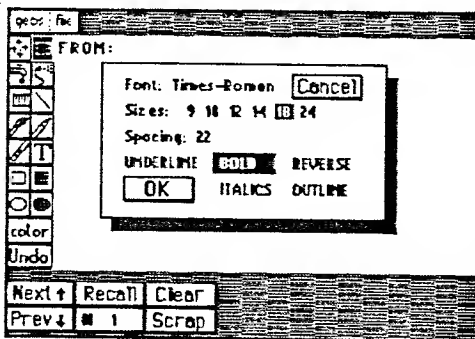 geos file
FROM:
Font: Times-Roman Cancel
Sizes: 9 10 12 14 18 24
Spacing: 22
UNDERLINE BOLD REVERSE
OK ITALICS OUTLINE
T
color
Undo
Next↑ Recall Clear
Prev↓ # 1 Scrap